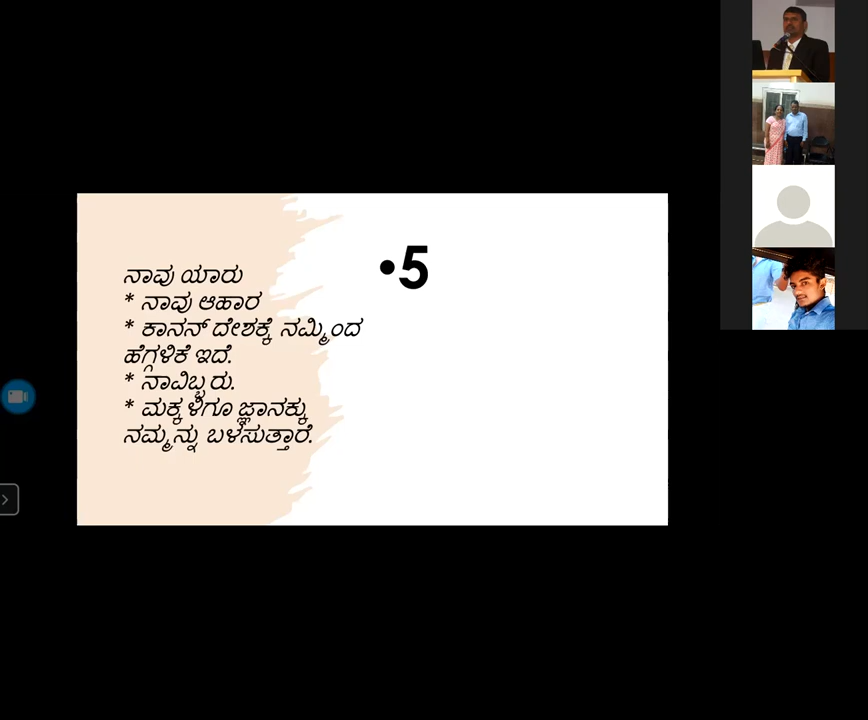 ನಾವು ಯಾರು
* ನಾವು ಆಹಾರ
* ಕಾನನ್ ದೇಶಕ್ಕೆ ನಮ್ಮಿಂದ
ಹೆಗ್ಗಳಿಕೆ ಇದೆ.
* ನಾವಿಬ್ಬರು.
* ಮಕ್ಕಳಿಗೂ ಜ್ಞಾನಕ್ಕು
ನಮ್ಮನ್ನು ಬಳಸುತ್ತಾರೆ.
•5